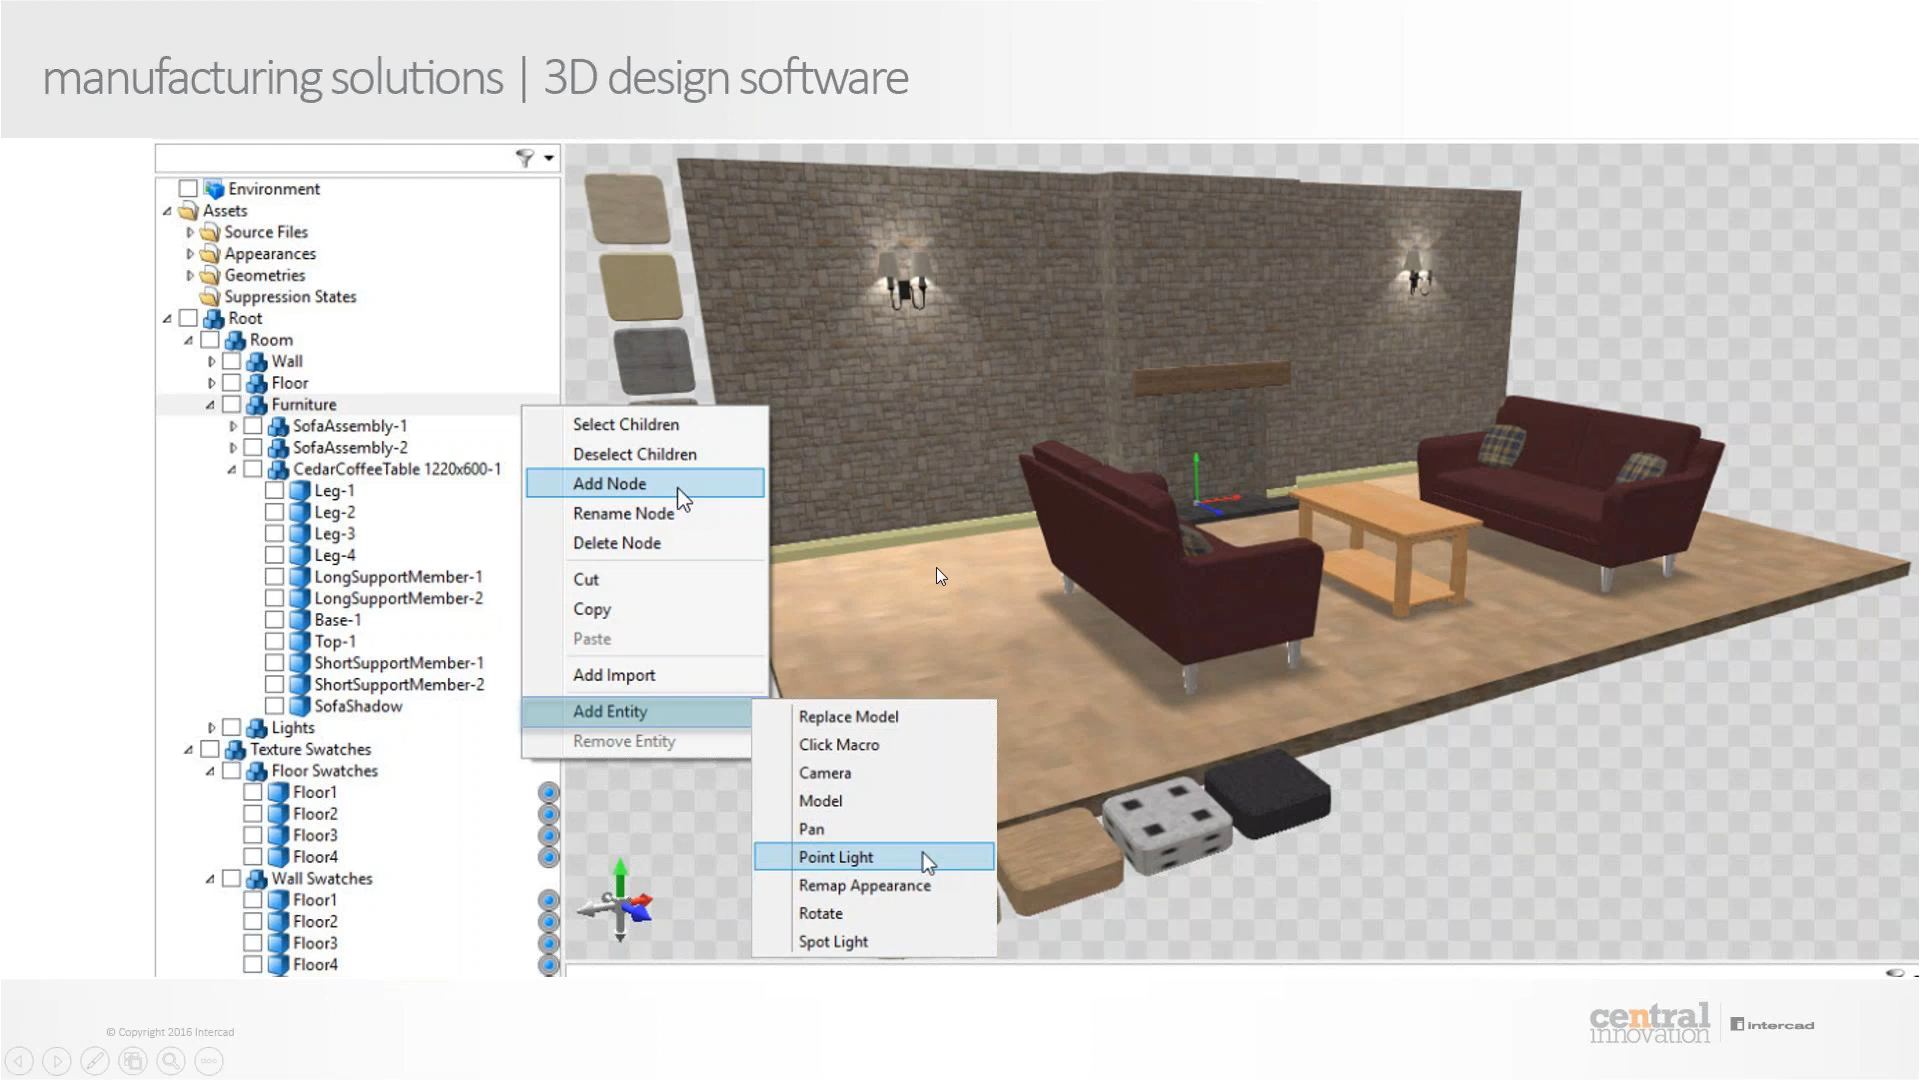 manufacturing solutions | 3D design software
Environment
Assets
Source Files
Appearances
Geometries
Suppression States
Root
Room
Wall
Floor
Furniture
SofaAssembly-1
SofaAssembly-2
CedarCoffeeTable 1220x600-1
Leg-1
Leg-2
Leg-3
Leg-4
LongSupportMember-1
LongSupportMember-2
Base-1
Top-1
ShortSupportMember-1
ShortSupportMember-2
SofaShadow
Lights
Texture Swatches
Floor Swatches
Floor1
Floor2
Floor3
Floor4
Wall Swatches
Floor1
Floor2
Floor3
Floor4
Select Children
Deselect Children
Add Node
Rename Node
Delete Node
Cut
Copy
Paste
Add Import
Add Entity
Remove Entity
Replace Model
Click Macro
Camera
Model
Pan
Point Light
Remap Appearance
Rotate
Spot Light
© Copyright 2016 Intercad
central
innovation
intercad